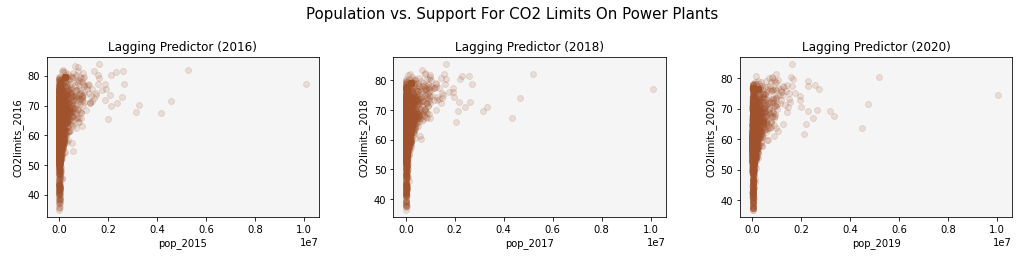 Population vs. Support For CO2 Limits On Power Plants
Lagging Predictor (2016)
CO2limits_2016
80
70
60
50
40
0.0 0.2 0.4 0.6 0.8 1.0
1e7
pop_2015
Lagging Predictor (2018)
CO2limits_2018
80
70
60
50
40
0.0 0.2 0.4 0.6 0.8 1.0
1e7
pop_2017
Lagging Predictor (2020)
CO2limits_2020
80
70
60
50
40
0.0 0.2 0.4 0.6 0.8 1.0
1e7
pop_2019